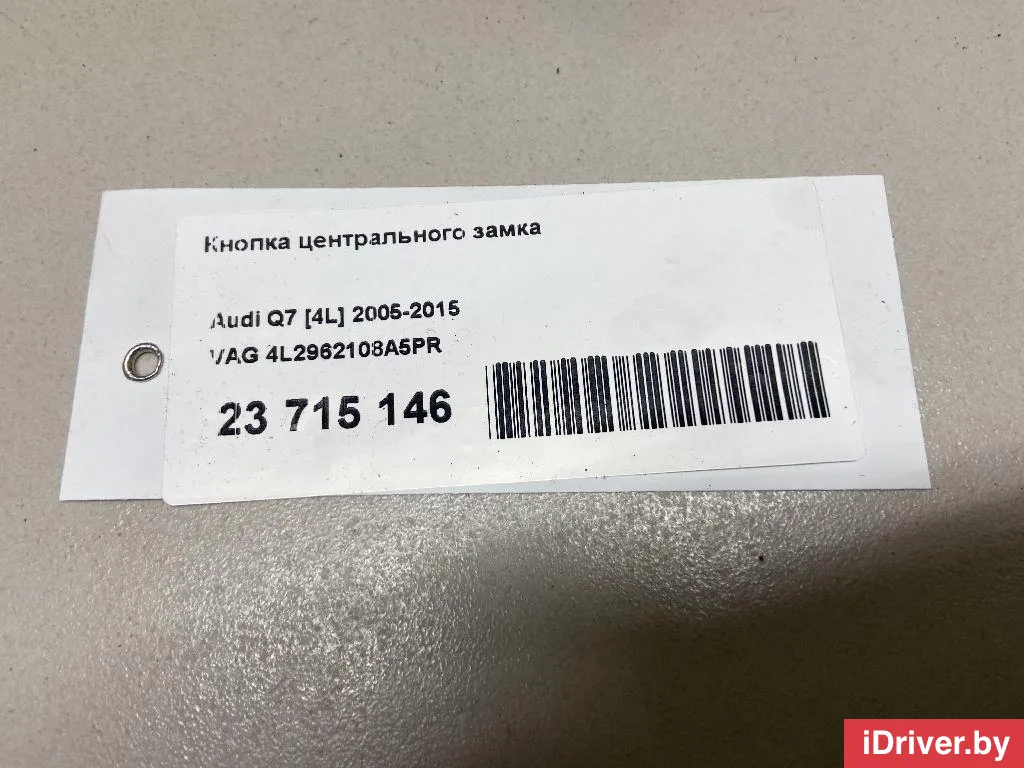 Кнопка центрального замка
Audi Q7 [4L] 2005-2015
VAG 4L2962108A5PR
23 715 146
iDriver.by